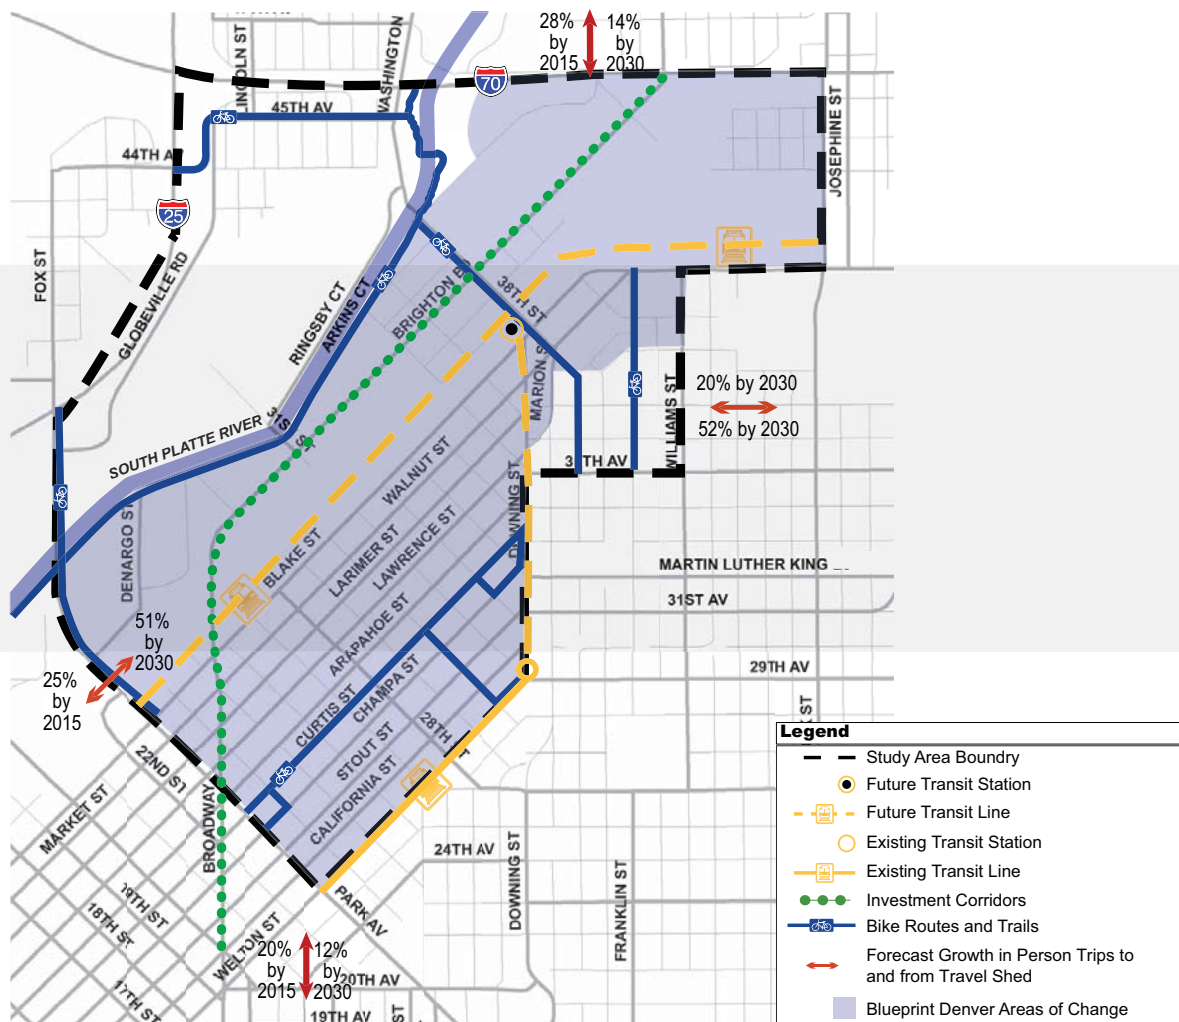 28%
by
2015
14%
by
2030
LINCOLN ST
WASHINGTON
70
45TH AV
44TH A
JOSEPHINE ST
25
FOX ST
GLOBEVILLE RD
RINGSBY CT
ARKINS CT
BRIGHTON B
38TH ST
MARION S
WILLIAMS ST
20% by 2030
52% by 2030
SOUTH PLATTE RIVER
31S
WALNUT ST
DOWNING ST
DENARGO ST
BLAKE ST
LARIMER ST
LAWRENCE ST
MARTIN LUTHER KING
31ST AV
ARAPAHOE ST
51%
by
2030
25%
by
2015
29TH AV
CURTIS ST
CHAMPA ST
28TH
STOUT ST
CALIFORNIA ST
22ND ST
MARKET ST
BROADWAY
24TH AV
DOWNING ST
FRANKLIN ST
PARK AV
19TH ST
18TH ST
17TH ST
WELTON ST
20%
by
2015
12%
by
2030
20TH AV
19TH AV
ST
ST
Legend
Study Area Boundry
Future Transit Station
Future Transit Line
Existing Transit Station
Existing Transit Line
Investment Corridors
Bike Routes and Trails
Forecast Growth in Person Trips to
and from Travel Shed
Blueprint Denver Areas of Change